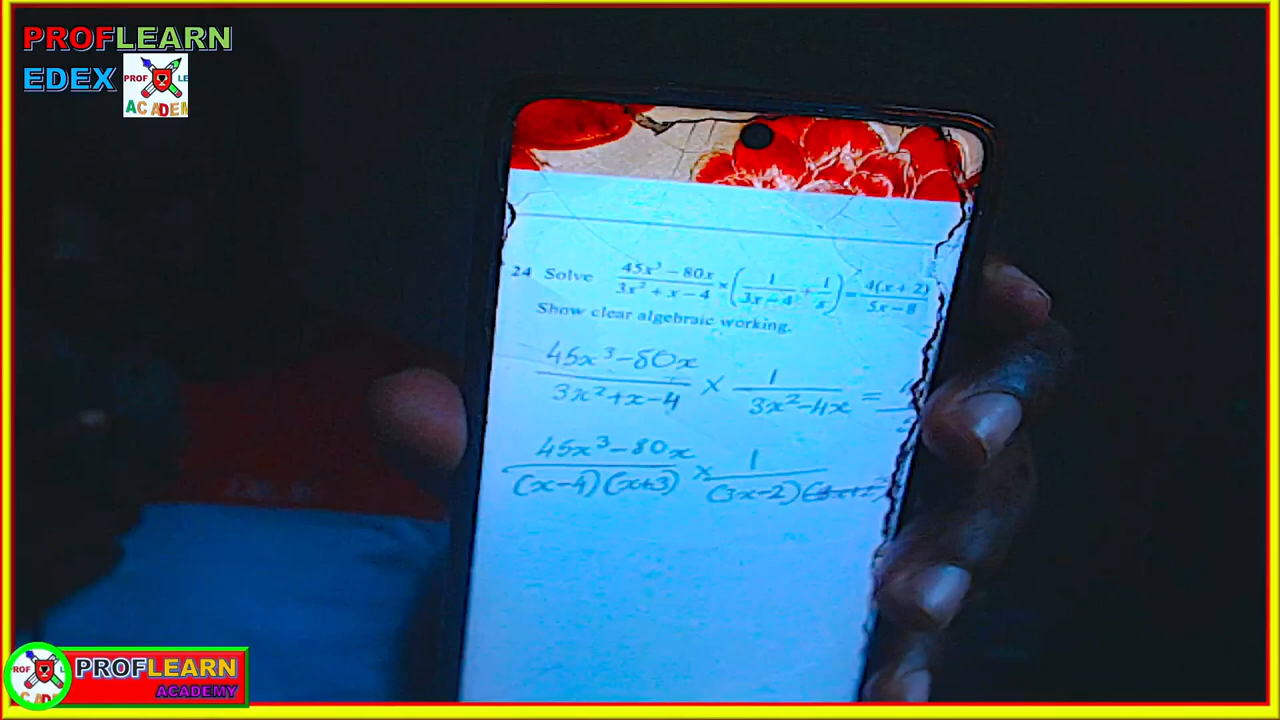 PROFLEARN
EDEX
PROF LE
ACADEM
24 Solve (45x³ − 80x)/(3x² + x − 4) × (1/(3x − 4) + 1/x) = 4(x + 2)/(5x − 8)
Show clear algebraic working.
(45x³ − 80x)/(3x² + x − 4) × 1/(3x² − 4x) =
(45x³ − 80x)/((x − 4)(x + 3)) × 1/(3x − 2)
PROFLEARN
ACADEMY